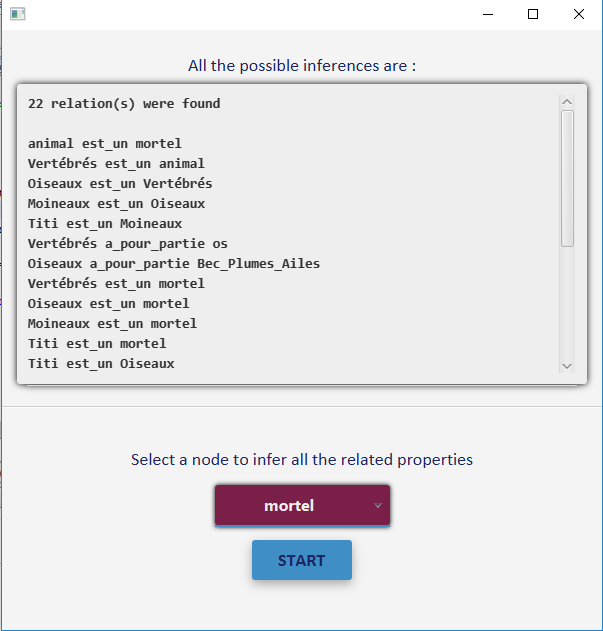 All the possible inferences are :
22 relation(s) were found
animal est_un mortel
Vertébrés est_un animal
Oiseaux est_un Vertébrés
Moineaux est_un Oiseaux
Titi est_un Moineaux
Vertébrés a_pour_partie os
Oiseaux a_pour_partie Bec_Plumes_Ailes
Vertébrés est_un mortel
Oiseaux est_un mortel
Moineaux est_un mortel
Titi est_un mortel
Titi est_un Oiseaux
Select a node to infer all the related properties
mortel
START